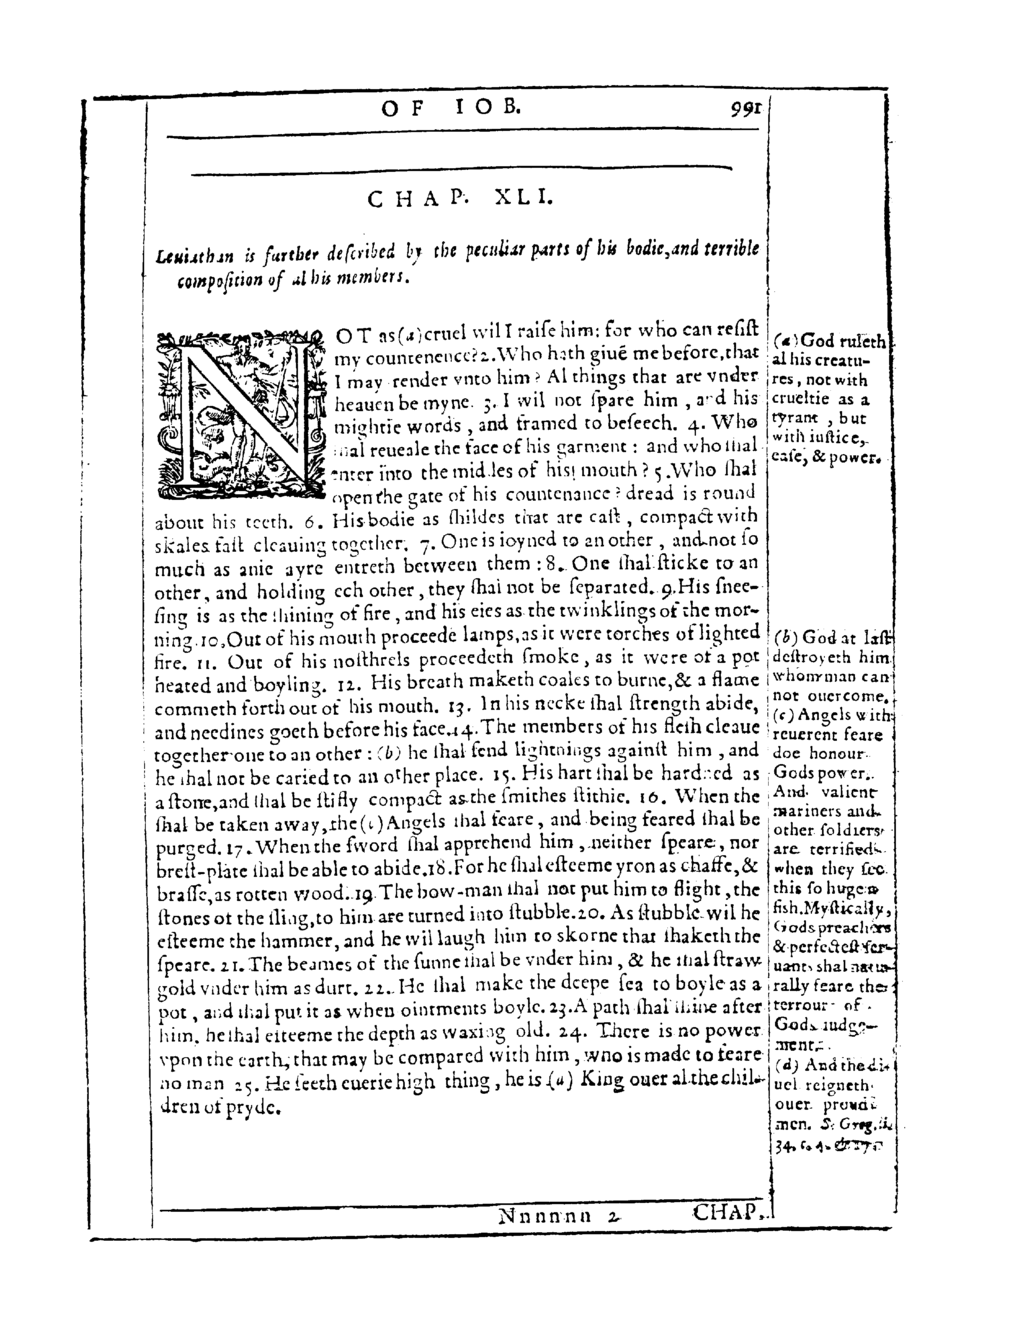 OF IOB. 991
CHAP. XLI.
Leuiathan is further deſcribed by the peculiar parts of his bodie, and terrible
compoſition of al his members.
NOT as (a) cruel wil I raiſe him: for who can reſiſt
my countenence? 2. Who hath giuē me before, that
I may render vnto him? Al things that are vnder
heauen be myne. 3. I wil not ſpare him, and his
mightie words, and framed to beſeech. 4. Who
ſhal reueale the face of his garment: and who ſhal
enter into the middes of his mouth? 5. Who ſhal
open the gate of his countenance? dread is round
about his teeth. 6. His bodie as ſhildes that are caſt, compact with
skales faſt cleauing together. 7. One is ioyned to an other, and not ſo
much as anie ayre entreth between them: 8. One ſhal ſticke to an
other, and holding ech other, they ſhal not be ſeparated. 9. His ſnee-
ſing is as the ſhining of fire, and his eies as the twinklings of the mor-
ning. 10. Out of his mouth proceede lamps, as it were torches of lighted
fire. 11. Out of his noſthrels proceedeth ſmoke, as it were of a pot
heated and boyling. 12. His breath maketh coales to burne, & a flame
commeth forth out of his mouth. 13. In his necke ſhal ſtrength abide,
and needines goeth before his face. 14. The members of his fleſh cleaue
together one to an other: (b) he ſhal ſend lightnings againſt him, and
he ſhal not be caried to an other place. 15. His hart ſhal be hardned as
a ſtone, and ſhal be ſtifly compact as the ſmithes ſtithie. 16. When the
ſhal be taken away, the (c) Angels ſhal feare, and being feared ſhal be
purged. 17. When the ſword ſhal apprehend him, neither ſpeare, nor
breſt-plate ſhal be able to abide. 18. For he ſhal eſteeme yron as chaffe, &
braſſe, as rotten wood. 19. The bow-man ſhal not put him to flight, the
ſtones of the ſling, to him are turned into ſtubble. 20. As ſtubble wil he
eſteeme the hammer, and he wil laugh him to skorne that ſhaketh the
ſpeare. 21. The beames of the ſunne ſhal be vnder him, & he ſhal ſtraw
gold vnder him as durt. 22. He ſhal make the deepe ſea to boyle as a
pot, and ſhal put it as when ointments boyle. 23. A path ſhal ſhine after
him, he ſhal eſteeme the depth as waxing old. 24. There is no power
vpon the earth, that may be compared with him, who is made to feare
no man 25. He ſeeth euerie high thing, he is (d) King ouer al the chil-
dren of pryde.
(a) God ruleth
al his creatu-
res, not with
crueltie as a
tyrant, but
with iuſtice,
eaſe, & power.
(b) God at laſt
deſtroyeth him
whom man can
not ouercome.
(c) Angels with
reuerent feare
doe honour
Gods power.
And valient
mariners and
other ſoldiers
are terrified
when they ſee
this ſo huge a
fish. Myſtically,
Gods preachers
& perfecteſt ſer-
uants shal natu-
rally feare the
terrour of
Gods iudge-
ment.
(d) And the di-
uel reigneth
ouer proud
men. S. Greg. li.
34. c. 4. & 17.
Nnnnnn 2 CHAP.